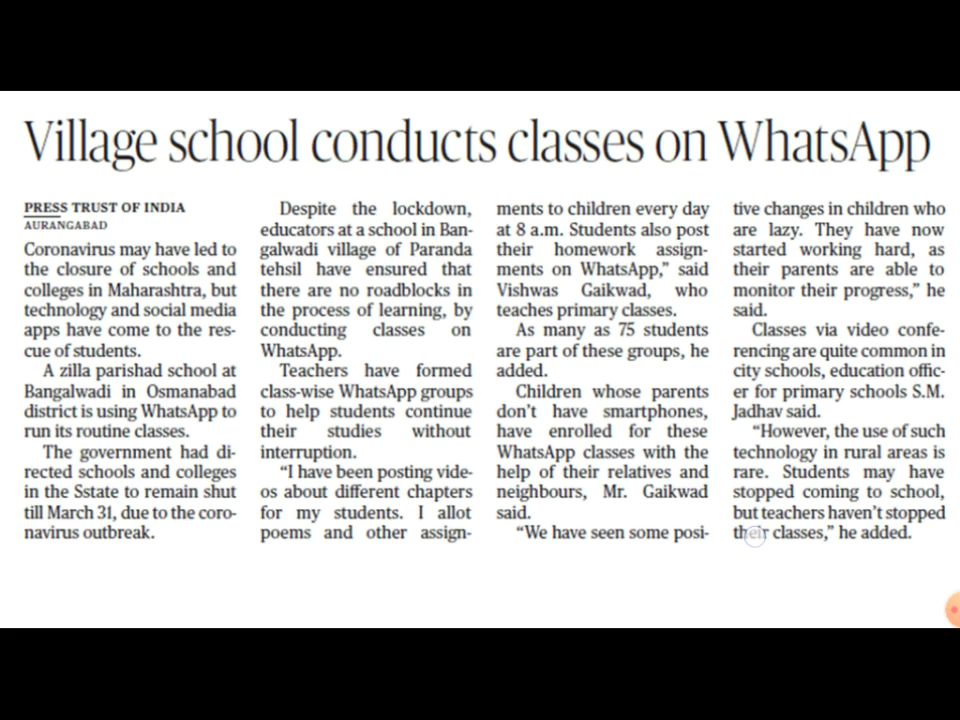 Village school conducts classes on WhatsApp
PRESS TRUST OF INDIA
AURANGABAD
Coronavirus may have led to
the closure of schools and
colleges in Maharashtra, but
technology and social media
apps have come to the res-
cue of students.
A zilla parishad school at
Bangalwadi in Osmanabad
district is using WhatsApp to
run its routine classes.
The government had di-
rected schools and colleges
in the Sstate to remain shut
till March 31, due to the coro-
navirus outbreak.
Despite the lockdown,
educators at a school in Ban-
galwadi village of Paranda
tehsil have ensured that
there are no roadblocks in
the process of learning, by
conducting classes on
WhatsApp.
Teachers have formed
class-wise WhatsApp groups
to help students continue
their studies without
interruption.
“I have been posting vide-
os about different chapters
for my students. I allot
poems and other assign-
ments to children every day
at 8 a.m. Students also post
their homework assign-
ments on WhatsApp,” said
Vishwas Gaikwad, who
teaches primary classes.
As many as 75 students
are part of these groups, he
added.
Children whose parents
don’t have smartphones,
have enrolled for these
WhatsApp classes with the
help of their relatives and
neighbours, Mr. Gaikwad
said.
“We have seen some posi-
tive changes in children who
are lazy. They have now
started working hard, as
their parents are able to
monitor their progress,” he
said.
Classes via video confe-
rencing are quite common in
city schools, education offic-
er for primary schools S.M.
Jadhav said.
“However, the use of such
technology in rural areas is
rare. Students may have
stopped coming to school,
but teachers haven’t stopped
their classes,” he added.